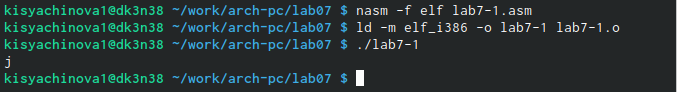 kisyachinova1@dk3n38 ~/work/arch-pc/lab07 $ nasm -f elf lab7-1.asm
kisyachinova1@dk3n38 ~/work/arch-pc/lab07 $ ld -m elf_i386 -o lab7-1 lab7-1.o
kisyachinova1@dk3n38 ~/work/arch-pc/lab07 $ ./lab7-1
j
kisyachinova1@dk3n38 ~/work/arch-pc/lab07 $